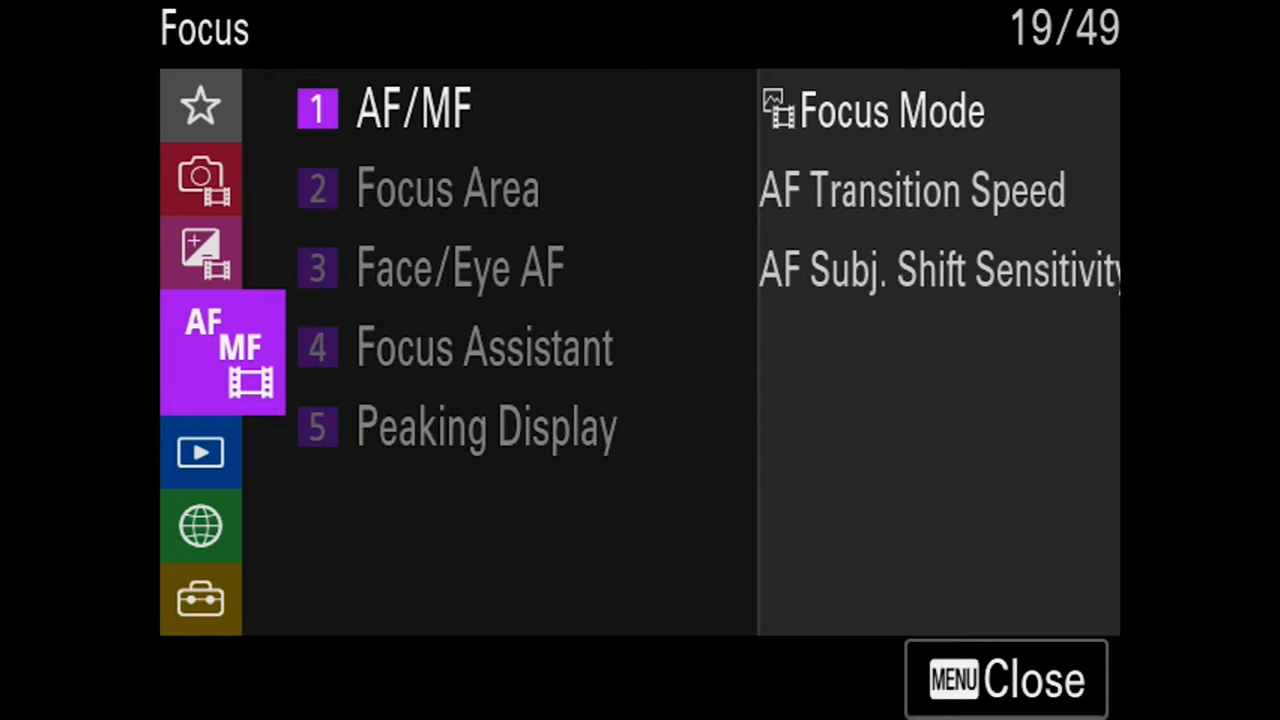 Focus 19/49
1 AF/MF
2 Focus Area
3 Face/Eye AF
4 Focus Assistant
5 Peaking Display
AF
MF
Focus Mode
AF Transition Speed
AF Subj. Shift Sensitivity
MENU Close